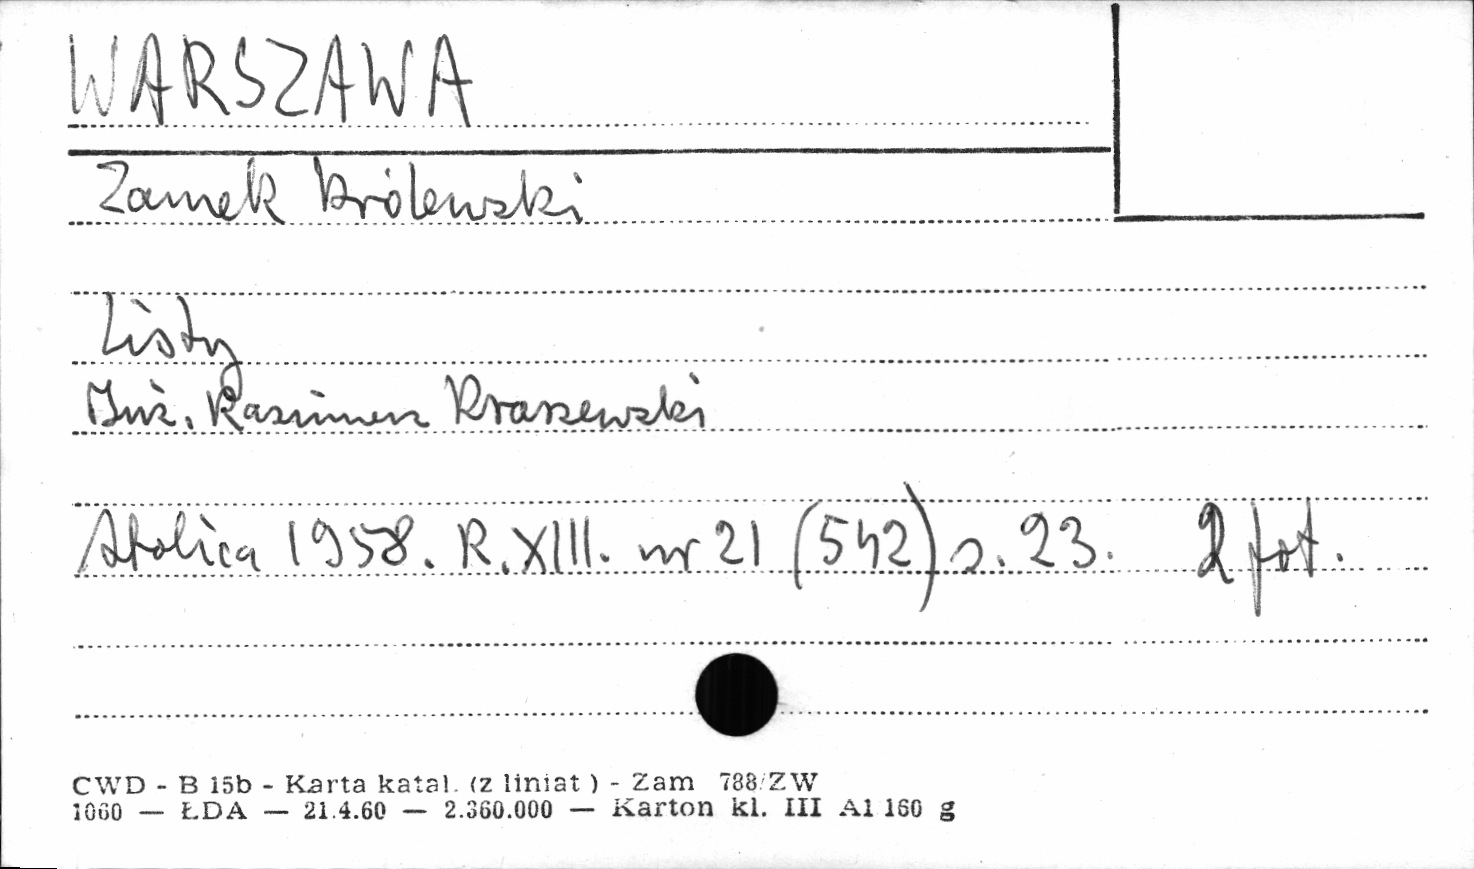 WARSZAWA
Zamek Królewski
Listy
Inż. Kazimierz Kraszewski
Stolica 1958. R. XIII. nr 21 (542) s. 23. 2 fot.
CWD - B 15b - Karta katal. (z liniat ) - Zam 788/ZW
1060 — ŁDA — 21.4.60 — 2.360.000 — Karton kl. III A1 160 g